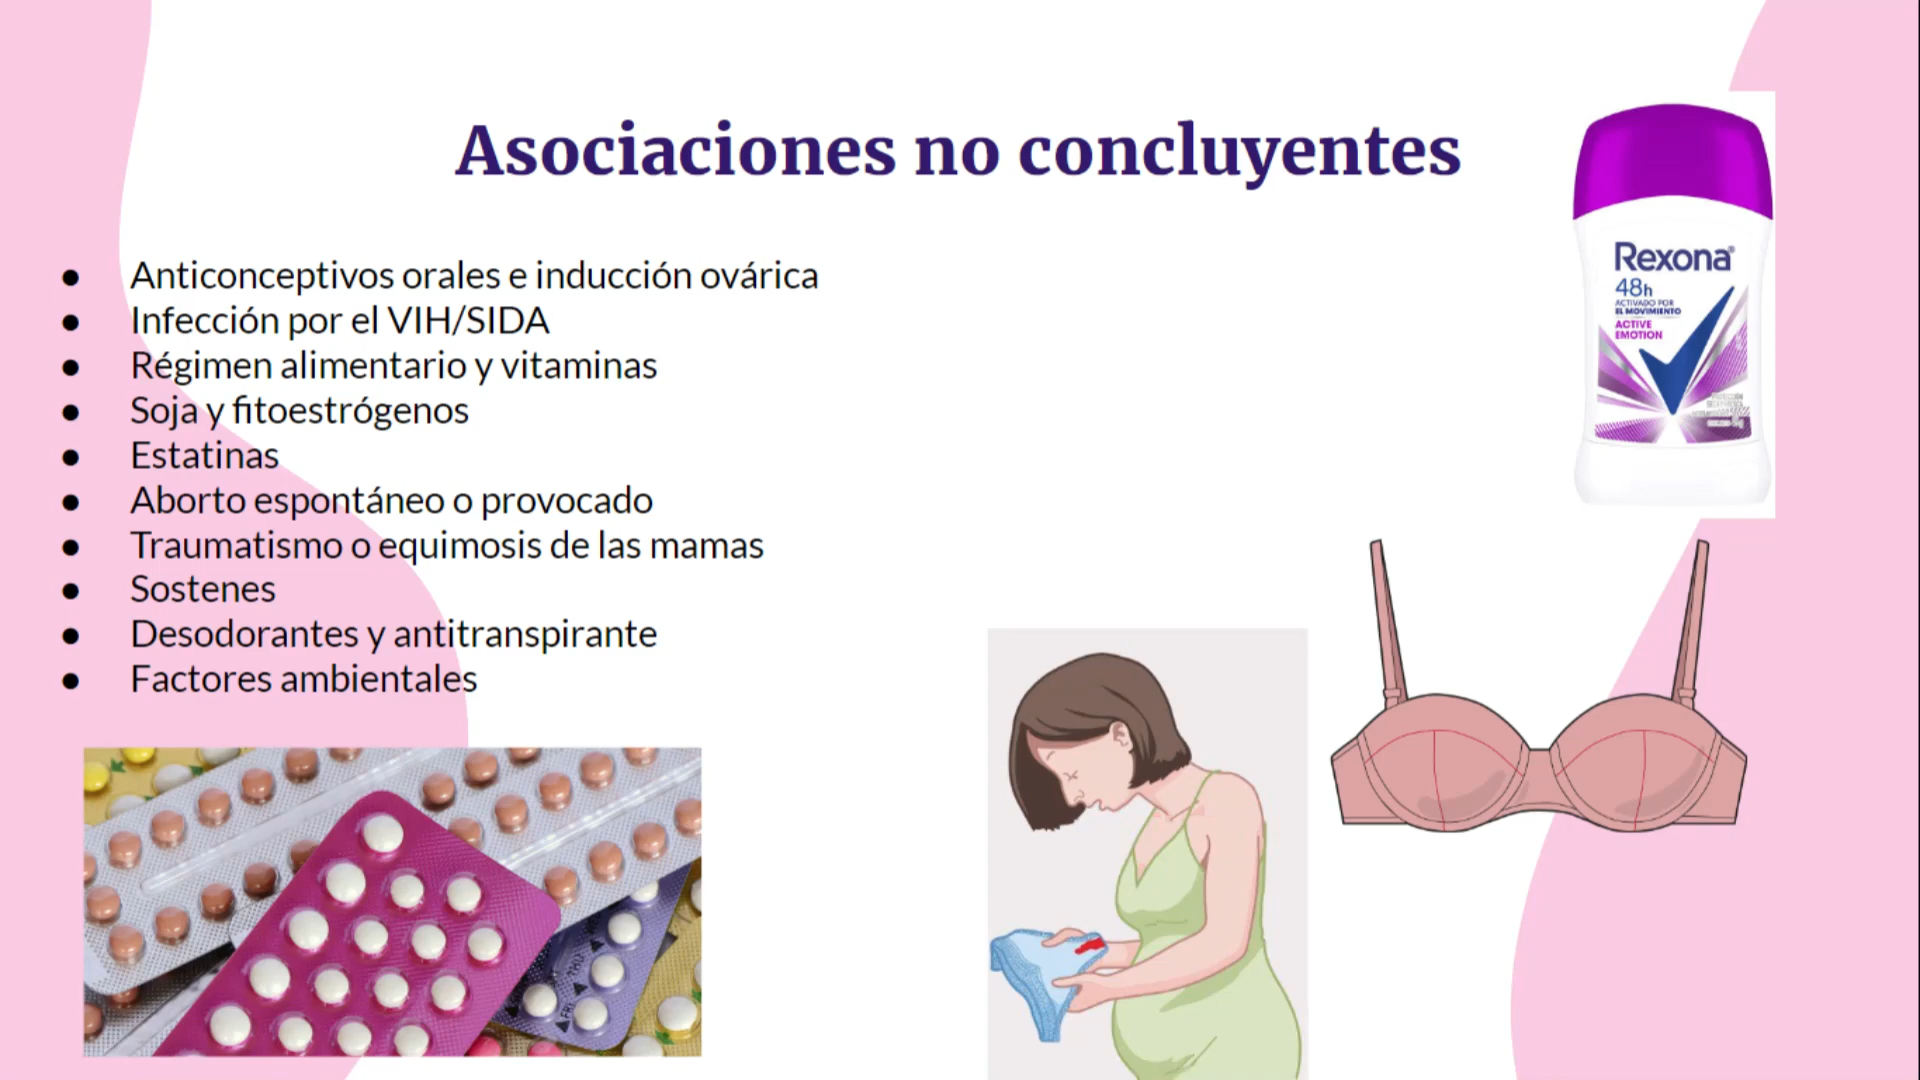 Asociaciones no concluyentes
● Anticonceptivos orales e inducción ovárica
● Infección por el VIH/SIDA
● Régimen alimentario y vitaminas
● Soja y fitoestrógenos
● Estatinas
● Aborto espontáneo o provocado
● Traumatismo o equimosis de las mamas
● Sostenes
● Desodorantes y antitranspirante
● Factores ambientales
Rexona®
48h
ACTIVADO POR
EL MOVIMIENTO
ACTIVE
EMOTION
THU
FRI